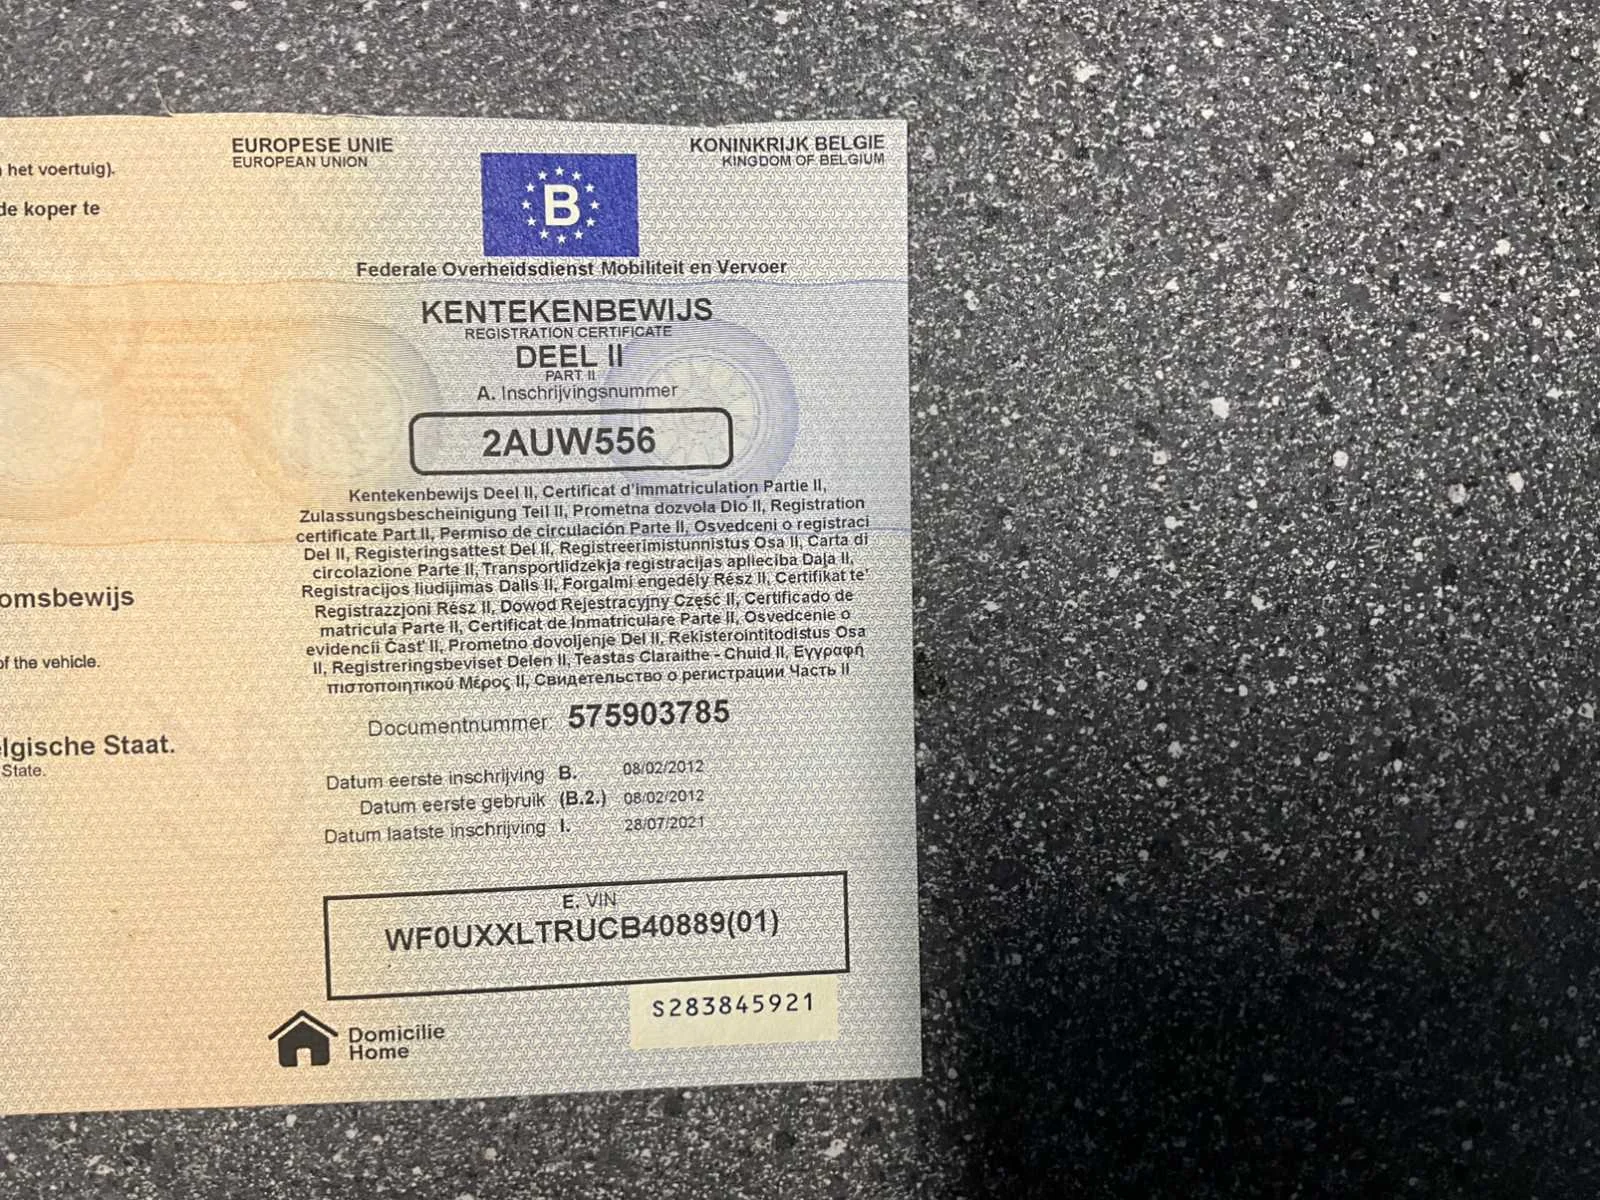 het voertuig).
de koper te
omsbewijs
of the vehicle.
elgische Staat.
State.
EUROPESE UNIE
EUROPEAN UNION
KONINKRIJK BELGIE
KINGDOM OF BELGIUM
B
Federale Overheidsdienst Mobiliteit en Vervoer
KENTEKENBEWIJS
REGISTRATION CERTIFICATE
DEEL II
PART II
A. Inschrijvingsnummer
2AUW556
Kentekenbewijs Deel II, Certificat d'immatriculation Partie II,
Zulassungsbescheinigung Teil II, Prometna dozvola Dio II, Registration
certificate Part II, Permiso de circulación Parte II, Osvedceni o registraci
Del II, Registeringsattest Del II, Registreerimistunnistus Osa II, Carta di
circolazione Parte II, Transportlidzekja registracijas aplieciba Daļa II,
Registracijos liudijimas Dalis II, Forgalmi engedély Rész II, Certifikat te'
Registrazzjoni Rész II, Dowod Rejestracyjny Część II, Certificado de
matricula Parte II, Certificat de Inmatriculare Parte II, Osvedcenie o
evidencii Čast' II, Prometno dovoljenje Del II, Rekisterointitodistus Osa
II, Registreringsbeviset Delen II, Teastas Claraithe - Chuid II, Εγγραφή
πιστοποιητικού Μέρος II, Свидетельство о регистрации Часть II
Documentnummer: 575903785
Datum eerste inschrijving B. 08/02/2012
Datum eerste gebruik (B.2.) 08/02/2012
Datum laatste inschrijving I. 28/07/2021
E. VIN
WF0UXXLTRUCB40889(01)
S283845921
Domicilie
Home